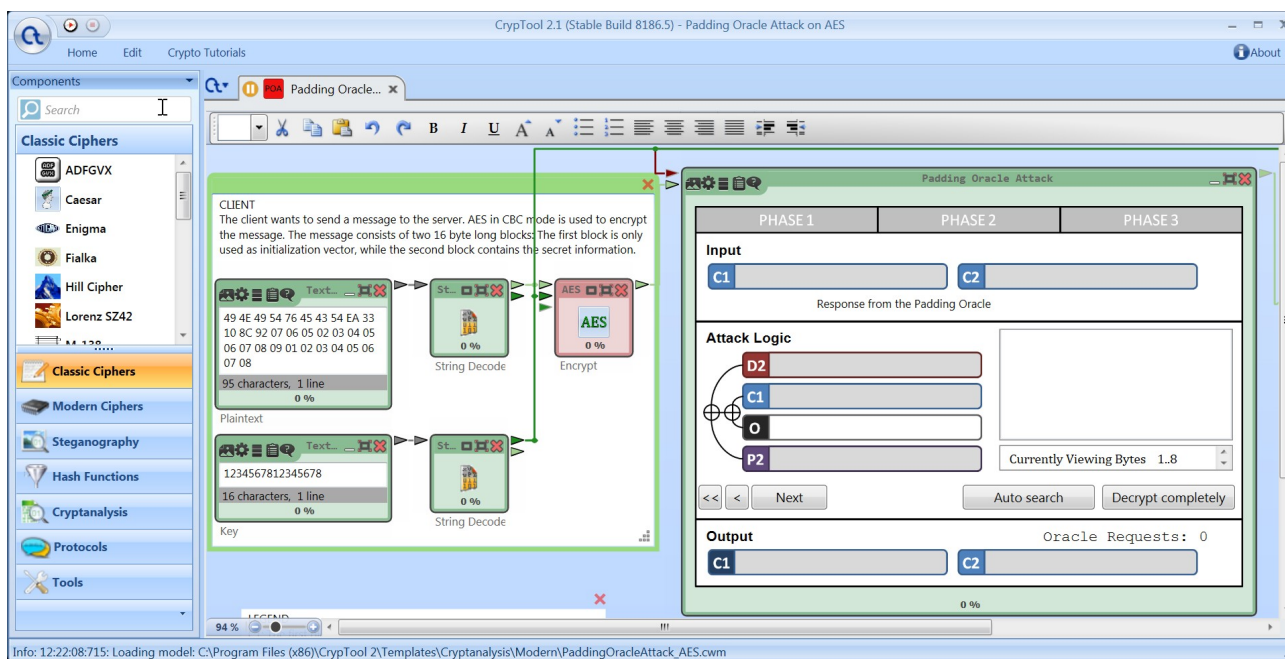 CrypTool 2.1 (Stable Build 8186.5) - Padding Oracle Attack on AES
Home Edit Crypto Tutorials
About
Components
Search
Classic Ciphers
ADFGVX
Caesar
Enigma
Fialka
Hill Cipher
Lorenz SZ42
M-138
Classic Ciphers
Modern Ciphers
Steganography
Hash Functions
Cryptanalysis
Protocols
Tools
POA Padding Oracle...
B I U A A
CLIENT
The client wants to send a message to the server. AES in CBC mode is used to encrypt
the message. The message consists of two 16 byte long blocks: The first block is only
used as initialization vector, while the second block contains the secret information.
Text...
49 4E 49 54 76 45 43 54 EA 33
10 8C 92 07 06 05 02 03 04 05
06 07 08 09 01 02 03 04 05 06
07 08
95 characters, 1 line
0 %
Plaintext
St...
0 %
String Decode
AES
AES
0 %
Encrypt
Text...
1234567812345678
16 characters, 1 line
0 %
Key
St...
0 %
String Decode
LEGEND
94 %
Padding Oracle Attack
PHASE 1 PHASE 2 PHASE 3
Input
C1 C2
Response from the Padding Oracle
Attack Logic
D2
C1
O
P2
Currently Viewing Bytes 1..8
<< < Next Auto search Decrypt completely
Output Oracle Requests: 0
C1 C2
0 %
Info: 12:22:08:715: Loading model: C:\Program Files (x86)\CrypTool 2\Templates\Cryptanalysis\Modern\PaddingOracleAttack_AES.cwm